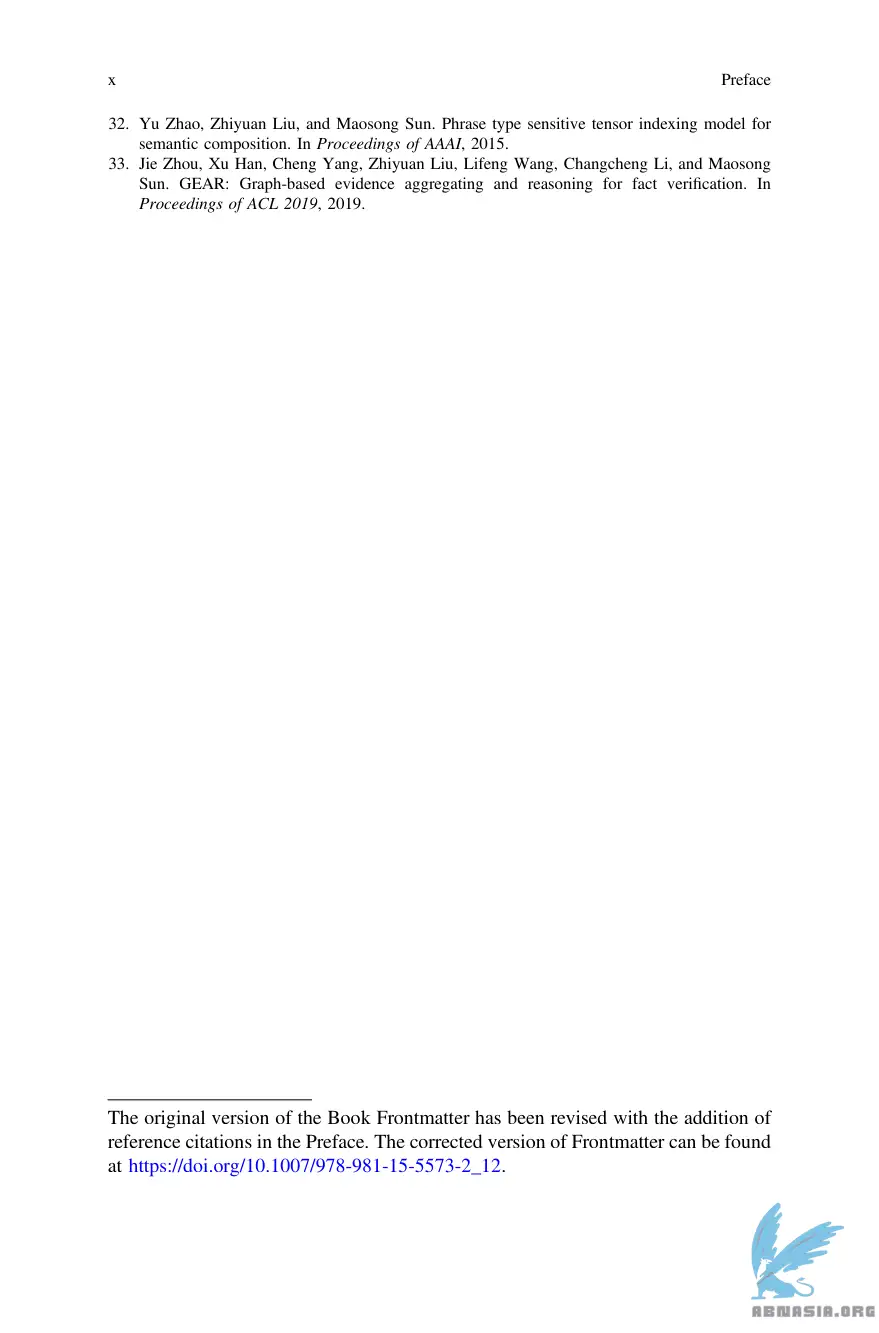 x Preface
32. Yu Zhao, Zhiyuan Liu, and Maosong Sun. Phrase type sensitive tensor indexing model for
semantic composition. In Proceedings of AAAI, 2015.
33. Jie Zhou, Xu Han, Cheng Yang, Zhiyuan Liu, Lifeng Wang, Changcheng Li, and Maosong
Sun. GEAR: Graph-based evidence aggregating and reasoning for fact verification. In
Proceedings of ACL 2019, 2019.
The original version of the Book Frontmatter has been revised with the addition of
reference citations in the Preface. The corrected version of Frontmatter can be found
at https://doi.org/10.1007/978-981-15-5573-2_12.
ABNASIA.ORG